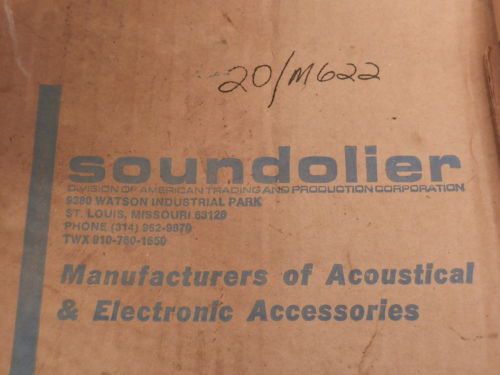 20/M622
soundolier
DIVISION OF AMERICAN TRADING AND PRODUCTION CORPORATION
9380 WATSON INDUSTRIAL PARK
ST. LOUIS, MISSOURI 63126
PHONE (314) 962-9870
TWX 910-760-1650
Manufacturers of Acoustical
& Electronic Accessories